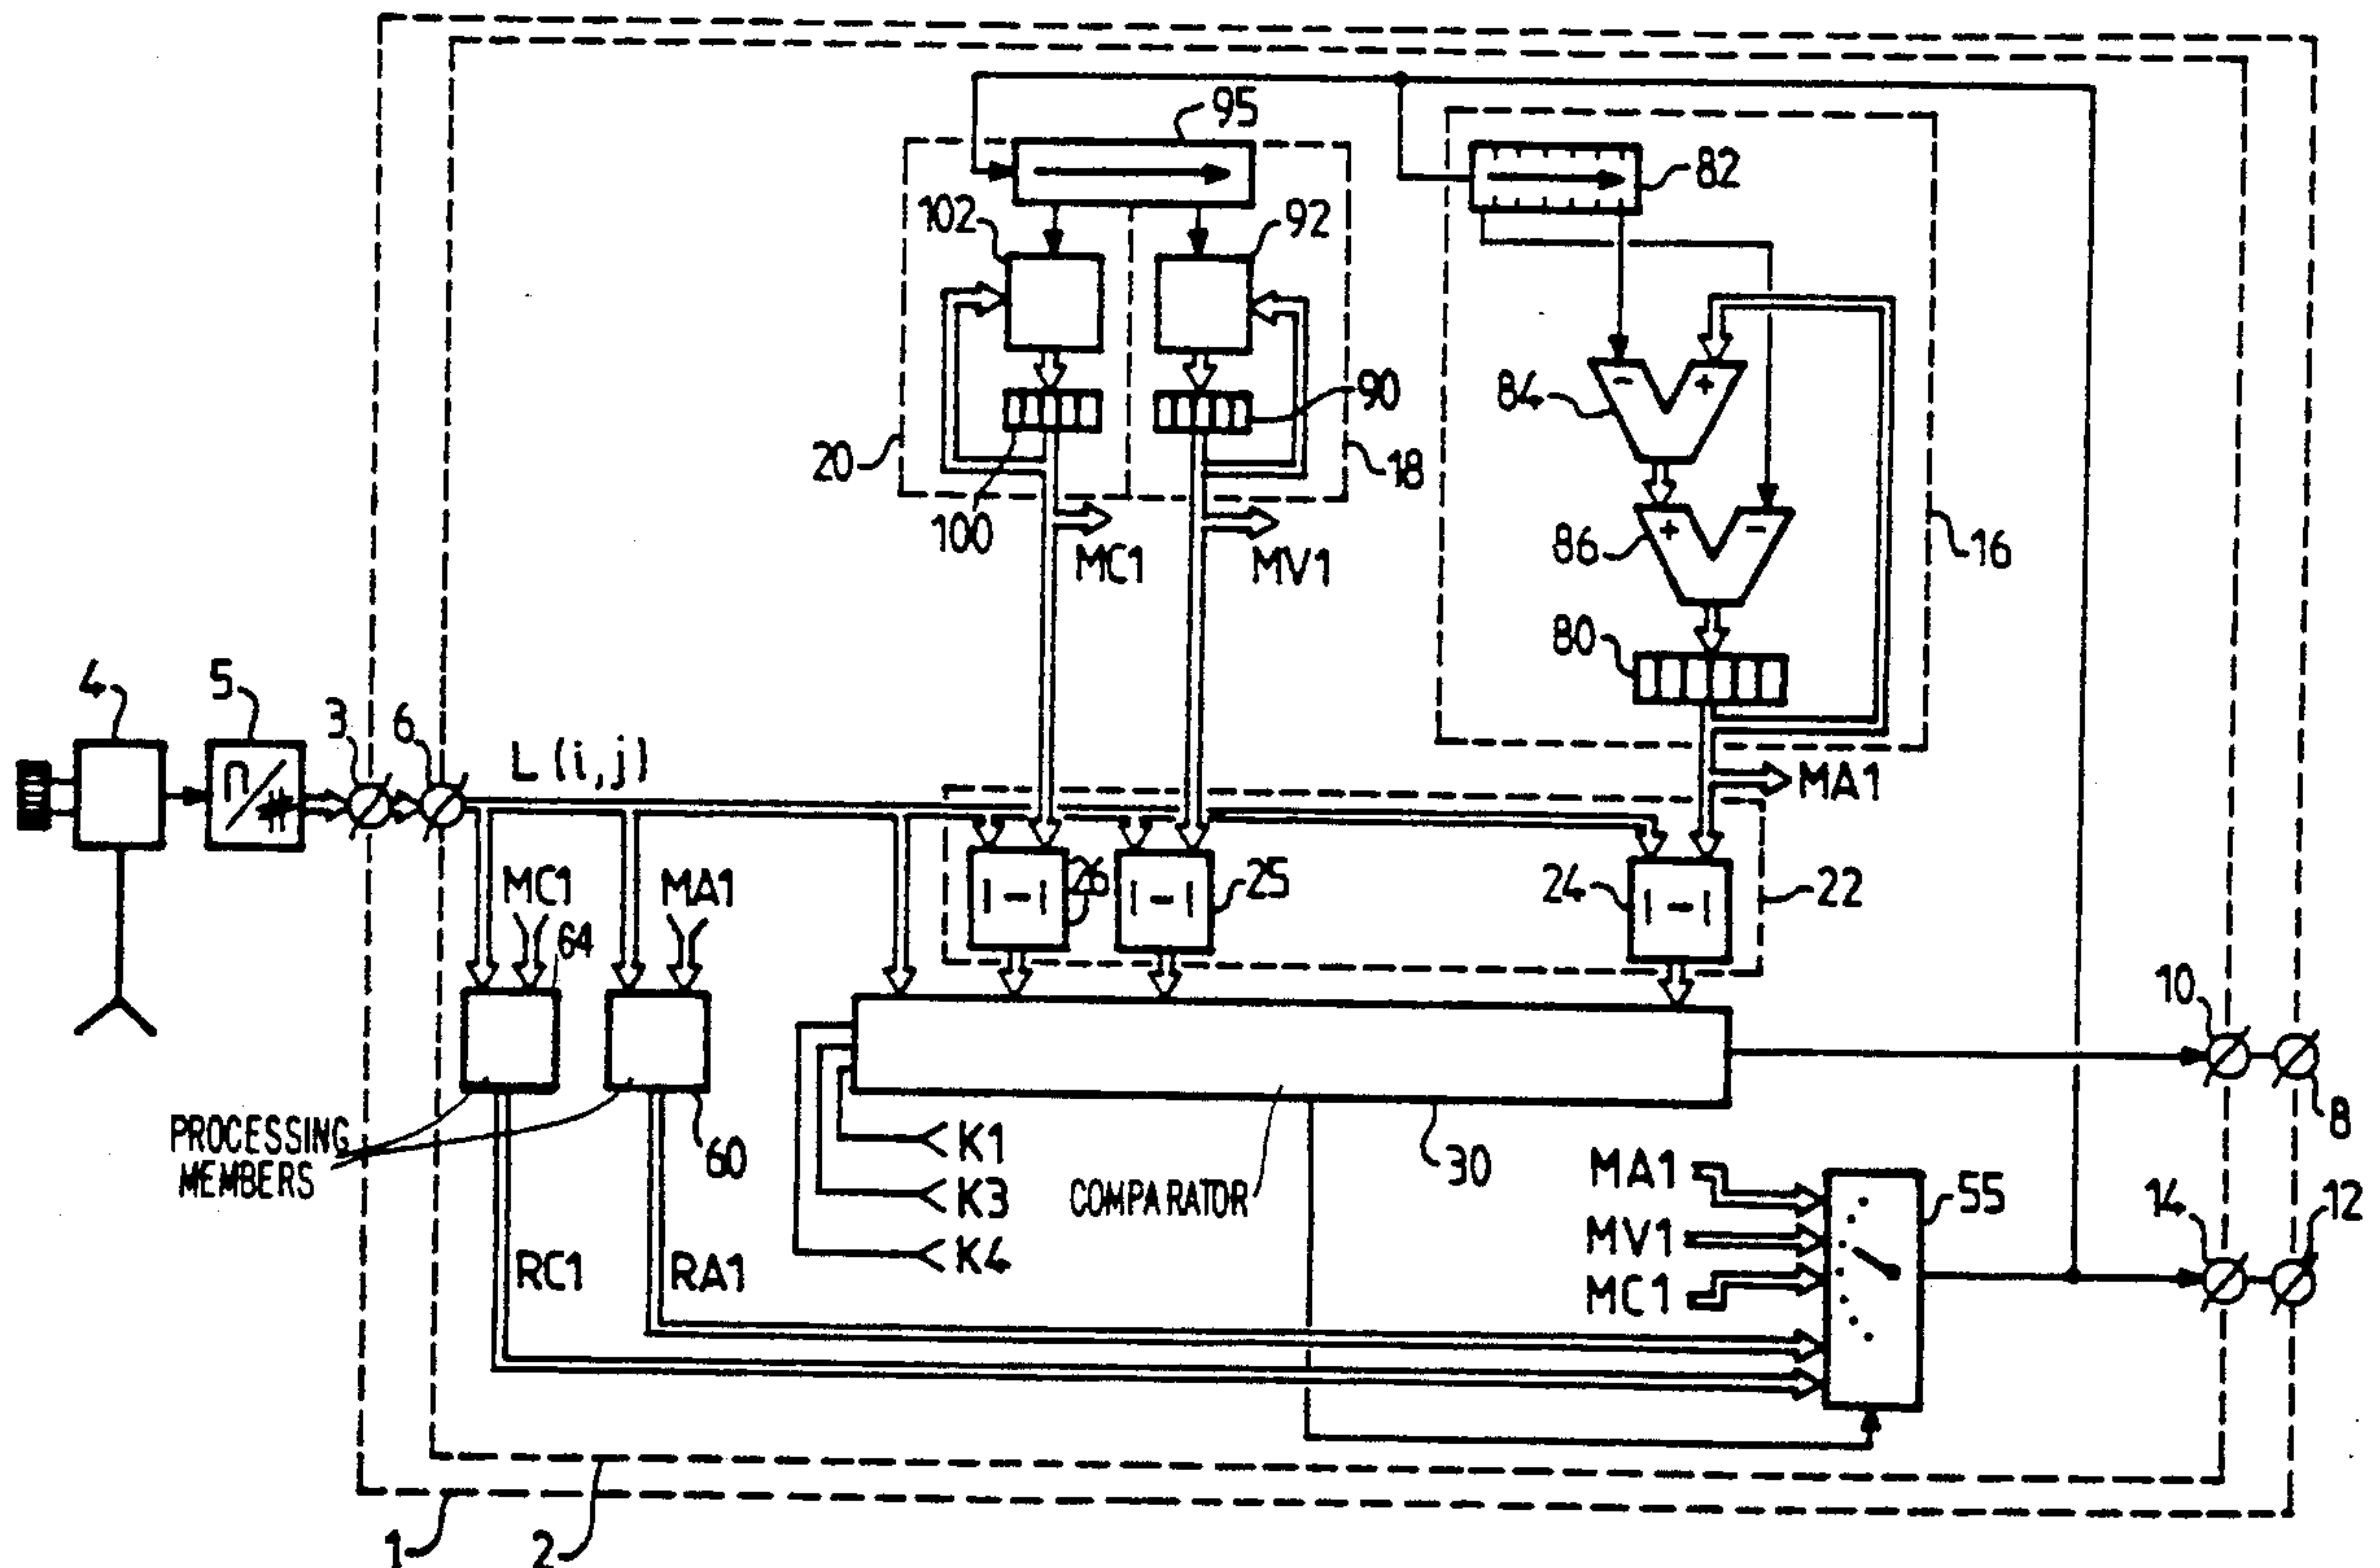 95
82
102
92
84
90
20
18
100
86
16
MC1
MV1
80
4
5
3
6
L (i,j)
MA1
MC1
MA1
26
25
24
22
64
10
PROCESSING
MEMBERS
60
K1
K3
K4
COMPARATOR
30
8
MA1
MV1
MC1
55
14
12
RC1
RA1
1
2
- +
+ -
|-|
|-|
|-|